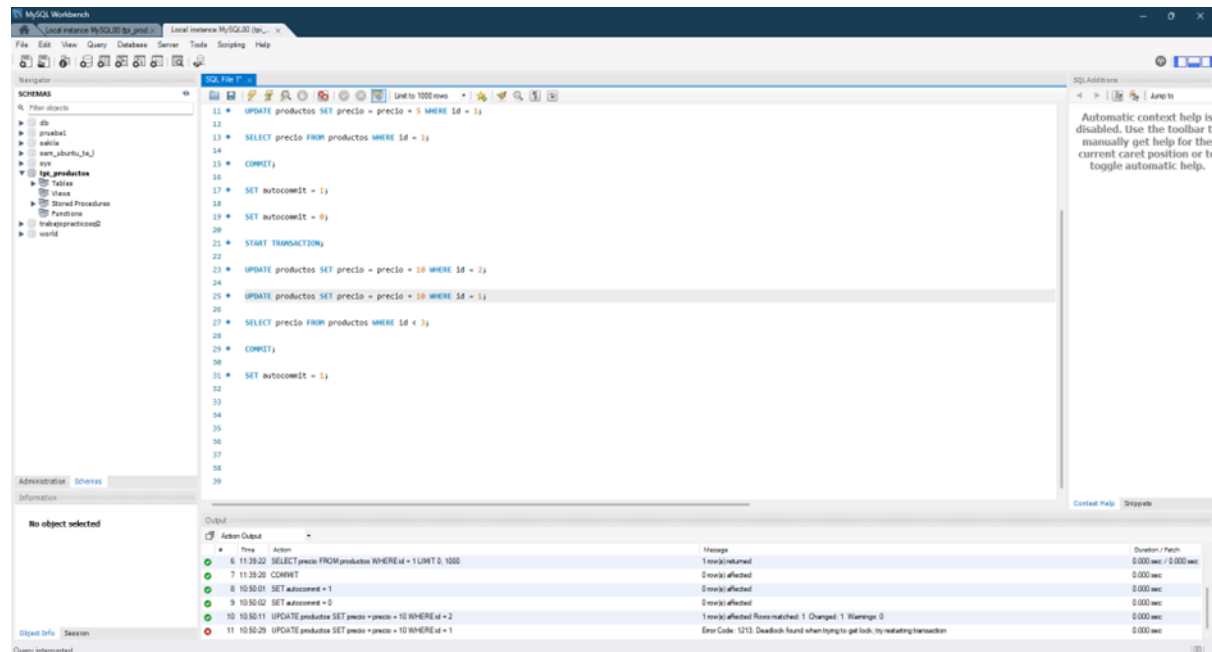 MySQL Workbench
Local instance MySQL80 (tpi_prod...
Local instance MySQL80 (tpi_...
File Edit View Query Database Server Tools Scripting Help
Navigator
SCHEMAS
Filter objects
db
prueba1
sakila
sys
tpi_productos
Tables
Views
Stored Procedures
Functions
world
Administration Schemas
Information
No object selected
Object Info Session
Query interrupted
SQL File 1*
Limit to 1000 rows
11 UPDATE productos SET precio = precio + 5 WHERE id = 1;
12
13 SELECT precio FROM productos WHERE id = 1;
14
15 COMMIT;
16
17 SET autocommit = 1;
18
19 SET autocommit = 0;
20
21 START TRANSACTION;
22
23 UPDATE productos SET precio = precio + 10 WHERE id = 2;
24
25 UPDATE productos SET precio = precio + 10 WHERE id = 1;
26
27 SELECT precio FROM productos WHERE id < 3;
28
29 COMMIT;
30
31 SET autocommit = 1;
32
33
34
35
36
37
38
39
SQLAdditions
Jump to
Automatic context help is
disabled. Use the toolbar t
manually get help for the
current caret position or to
toggle automatic help.
Context Help Snippets
Output
Action Output
# Time Action Message Duration / Fetch
6 11:39:22 SELECT precio FROM productos WHERE id = 1 LIMIT 0, 1000 1 row(s) returned 0.000 sec / 0.000 sec
7 11:39:28 COMMIT 0 row(s) affected 0.000 sec
8 10:50:01 SET autocommit = 1 0 row(s) affected 0.000 sec
9 10:50:02 SET autocommit = 0 0 row(s) affected 0.000 sec
10 10:50:11 UPDATE productos SET precio = precio + 10 WHERE id = 2 1 row(s) affected Rows matched: 1 Changed: 1 Warnings: 0 0.000 sec
11 10:50:29 UPDATE productos SET precio = precio + 10 WHERE id = 1 Error Code: 1213. Deadlock found when trying to get lock; try restarting transaction 0.000 sec